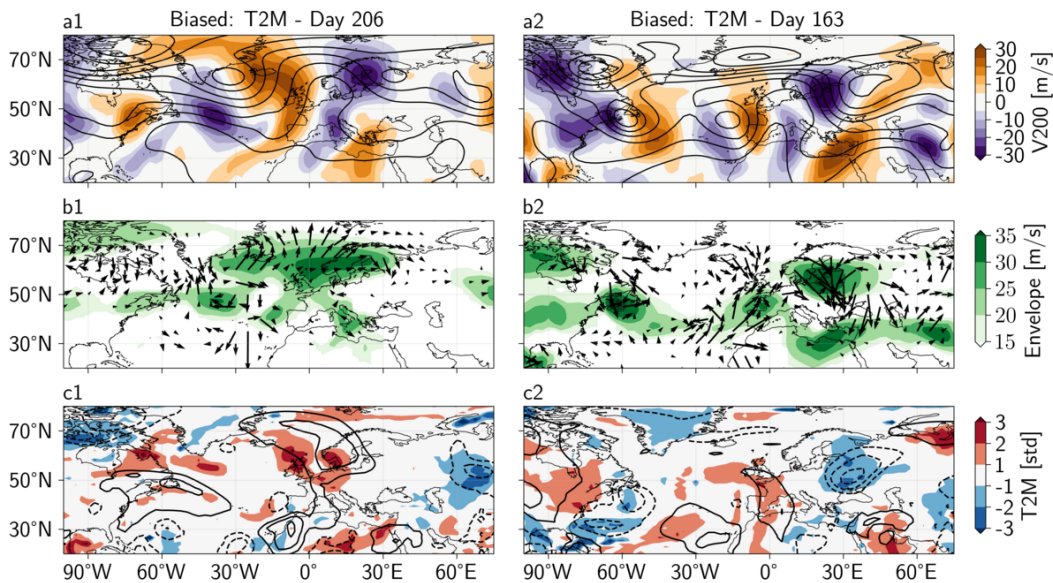 Biased: T2M - Day 206
Biased: T2M - Day 163
a1
a2
70°N
50°N
30°N
30
20
10
0
-10
-20
-30
V200 [m/s]
b1
b2
70°N
50°N
30°N
35
30
25
20
15
Envelope [m/s]
c1
c2
70°N
50°N
30°N
3
2
1
-1
-2
-3
T2M [std]
90°W 60°W 30°W 0° 30°E 60°E
90°W 60°W 30°W 0° 30°E 60°E